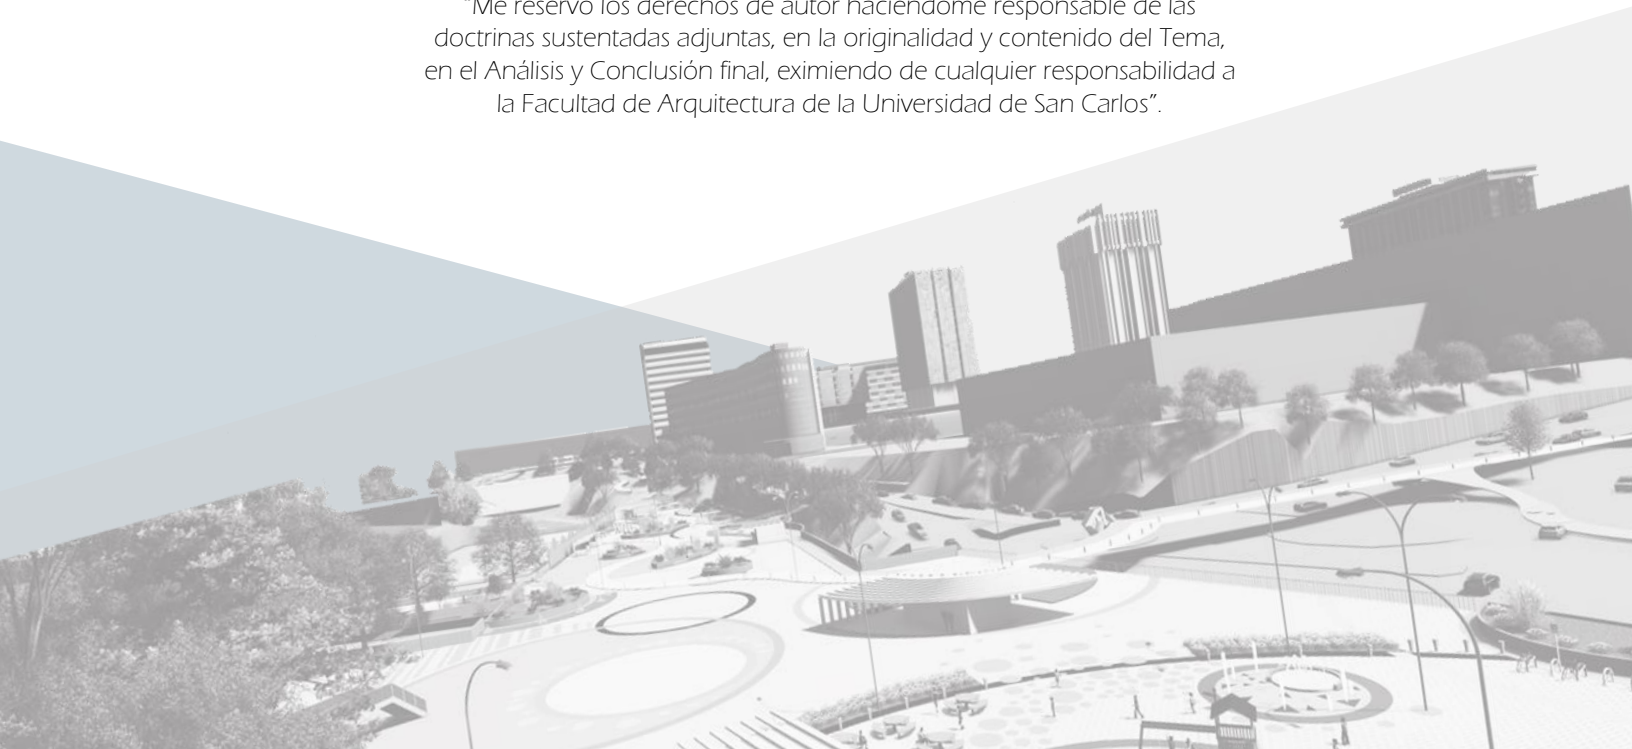 “Me reservo los derechos de autor haciéndome responsable de las
doctrinas sustentadas adjuntas, en la originalidad y contenido del Tema,
en el Análisis y Conclusión final, eximiendo de cualquier responsabilidad a
la Facultad de Arquitectura de la Universidad de San Carlos”.